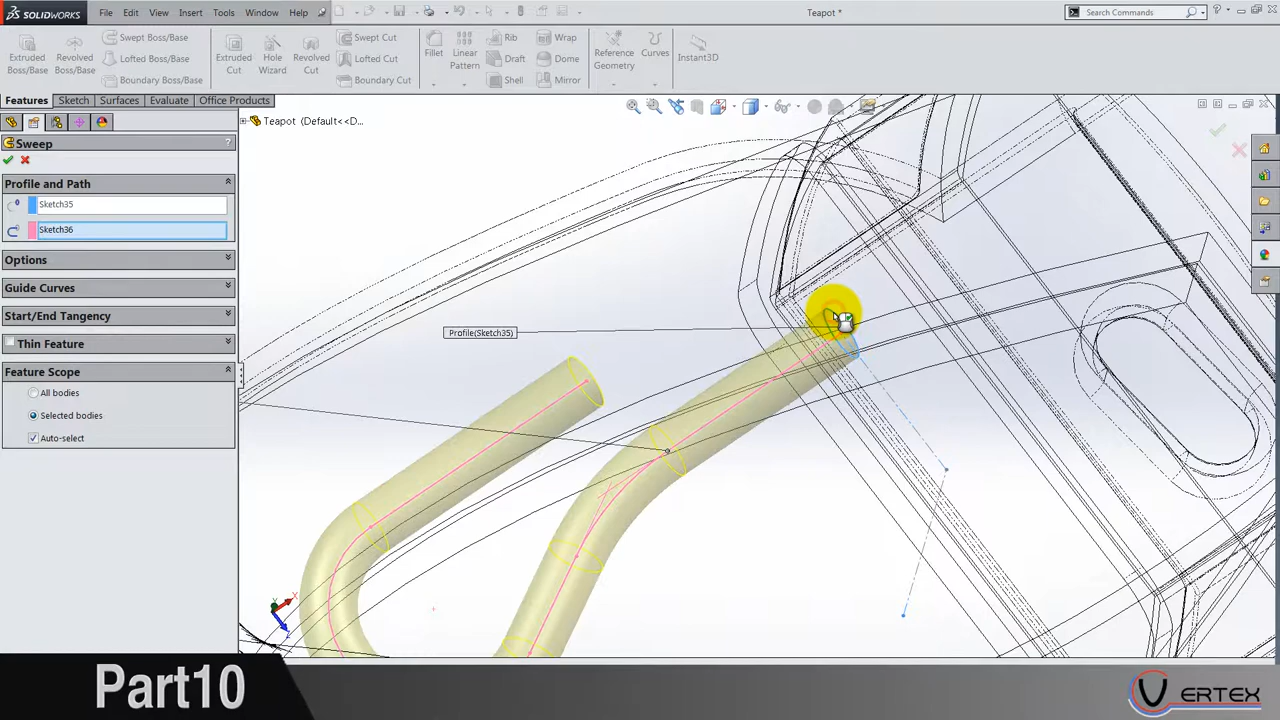 SOLIDWORKS File Edit View Insert Tools Window Help Teapot * Search Commands ?
Extruded Boss/Base
Revolved Boss/Base
Swept Boss/Base
Lofted Boss/Base
Boundary Boss/Base
Extruded Cut
Hole Wizard
Revolved Cut
Swept Cut
Lofted Cut
Boundary Cut
Fillet
Linear Pattern
Rib
Draft
Shell
Wrap
Dome
Mirror
Reference Geometry
Curves
Instant3D
Features Sketch Surfaces Evaluate Office Products
Teapot (Default<<D...
Sweep ?
Profile and Path
Sketch35
Sketch36
Options
Guide Curves
Start/End Tangency
Thin Feature
Feature Scope
All bodies
Selected bodies
Auto-select
Profile(Sketch35)
X
Z
Part10
VERTEX